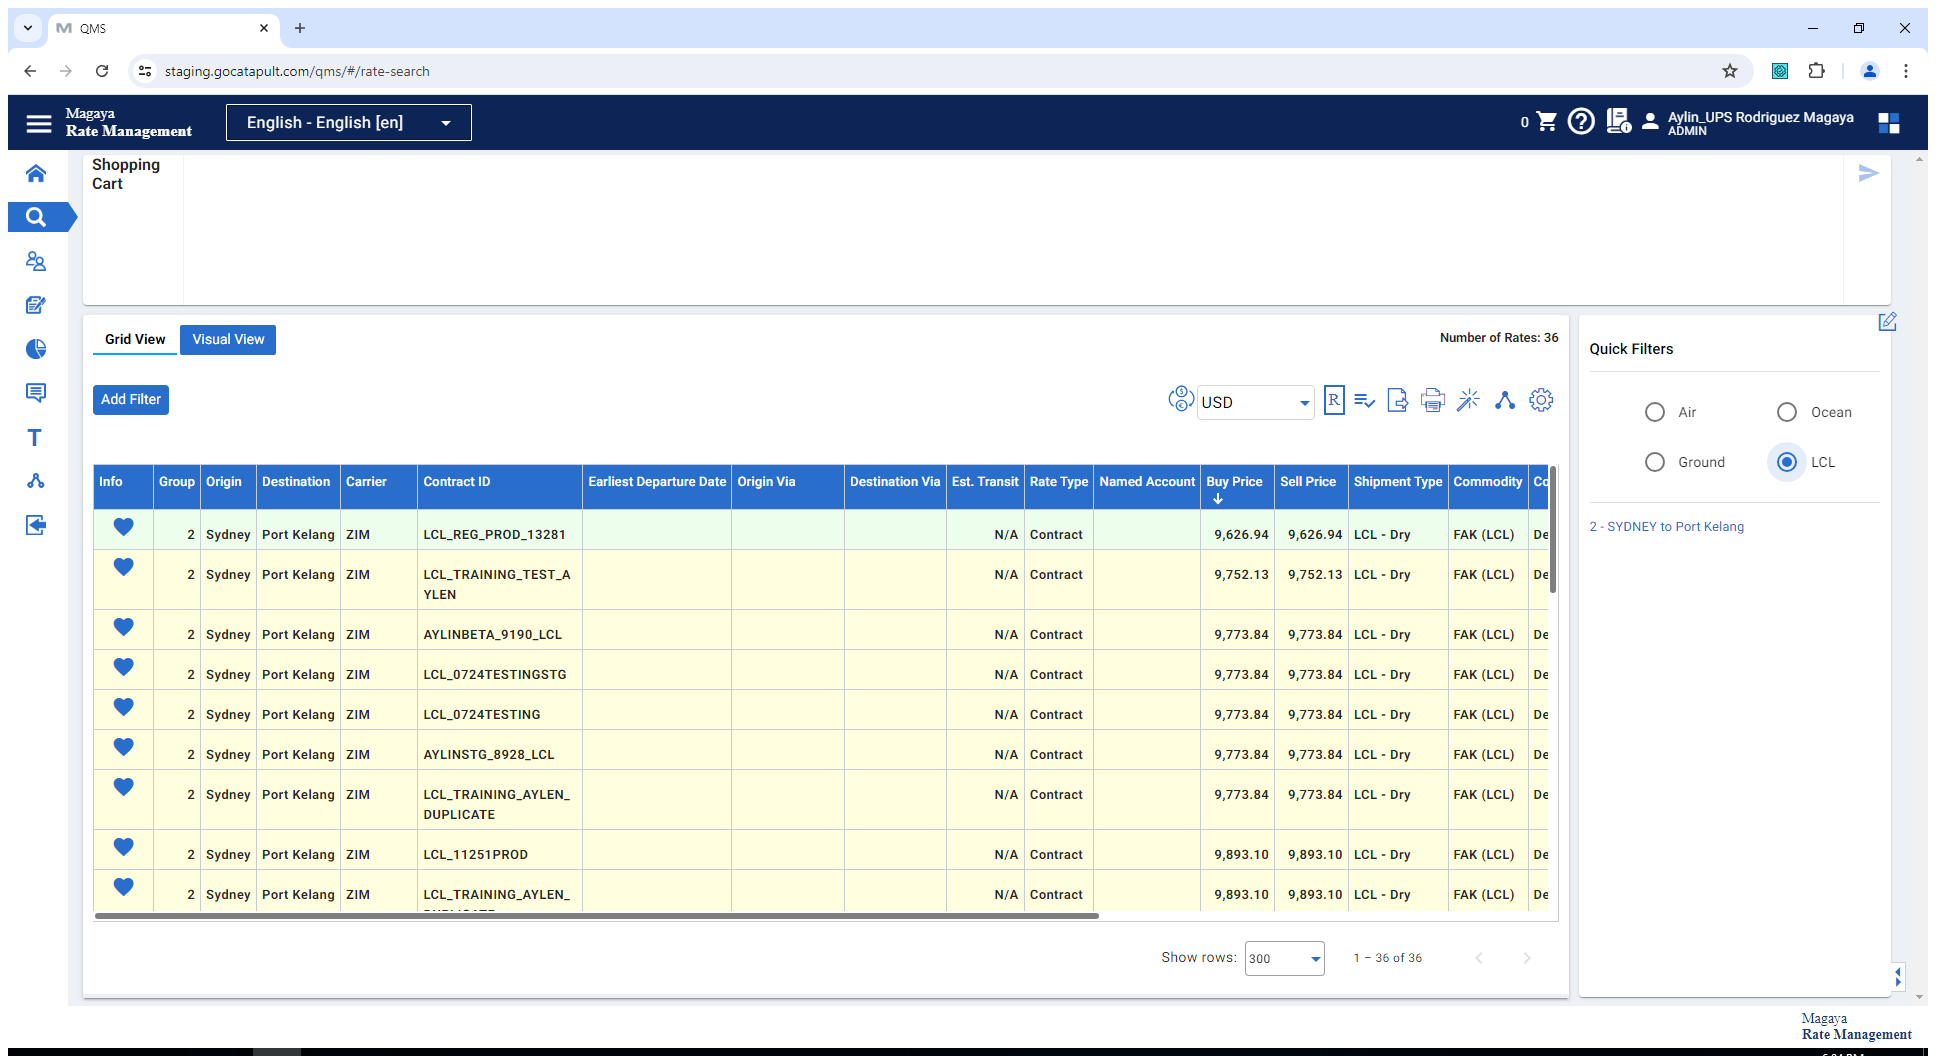 QMS
staging.gocatapult.com/qms/#/rate-search
Magaya
Rate Management
English - English [en]
0
Aylin_UPS Rodriguez Magaya
ADMIN
Shopping
Cart
Grid View
Visual View
Number of Rates: 36
Quick Filters
Add Filter
USD
R
Air
Ocean
Ground
LCL
2 - SYDNEY to Port Kelang
Info Group Origin Destination Carrier Contract ID Earliest Departure Date Origin Via Destination Via Est. Transit Rate Type Named Account Buy Price Sell Price Shipment Type Commodity Co
2 Sydney Port Kelang ZIM LCL_REG_PROD_13281 N/A Contract 9,626.94 9,626.94 LCL - Dry FAK (LCL) De
2 Sydney Port Kelang ZIM LCL_TRAINING_TEST_A N/A Contract 9,752.13 9,752.13 LCL - Dry FAK (LCL) De
YLEN
2 Sydney Port Kelang ZIM AYLINBETA_9190_LCL N/A Contract 9,773.84 9,773.84 LCL - Dry FAK (LCL) De
2 Sydney Port Kelang ZIM LCL_0724TESTINGSTG N/A Contract 9,773.84 9,773.84 LCL - Dry FAK (LCL) De
2 Sydney Port Kelang ZIM LCL_0724TESTING N/A Contract 9,773.84 9,773.84 LCL - Dry FAK (LCL) De
2 Sydney Port Kelang ZIM AYLINSTG_8928_LCL N/A Contract 9,773.84 9,773.84 LCL - Dry FAK (LCL) De
2 Sydney Port Kelang ZIM LCL_TRAINING_AYLEN_ N/A Contract 9,773.84 9,773.84 LCL - Dry FAK (LCL) De
DUPLICATE
2 Sydney Port Kelang ZIM LCL_11251PROD N/A Contract 9,893.10 9,893.10 LCL - Dry FAK (LCL) De
2 Sydney Port Kelang ZIM LCL_TRAINING_AYLEN_ N/A Contract 9,893.10 9,893.10 LCL - Dry FAK (LCL) De
Show rows: 300 1 – 36 of 36
Magaya
Rate Management